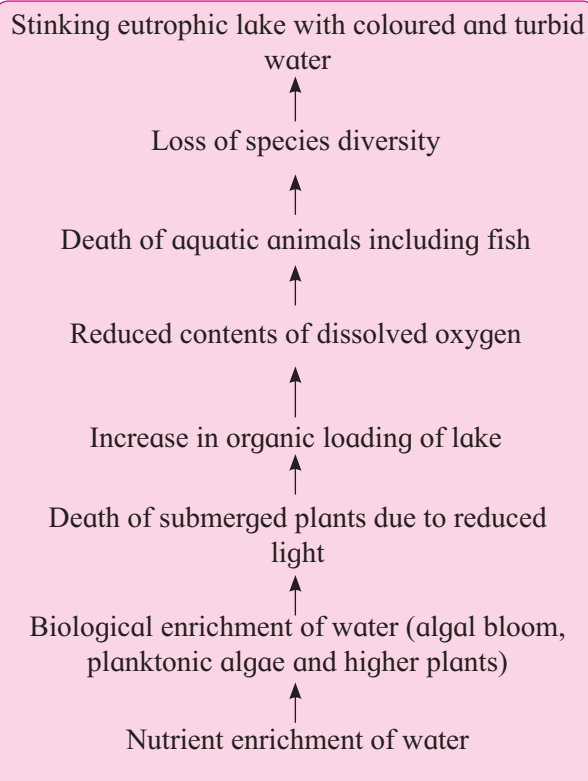 Stinking eutrophic lake with coloured and turbid
water
Loss of species diversity
Death of aquatic animals including fish
Reduced contents of dissolved oxygen
Increase in organic loading of lake
Death of submerged plants due to reduced
light
Biological enrichment of water (algal bloom,
planktonic algae and higher plants)
Nutrient enrichment of water